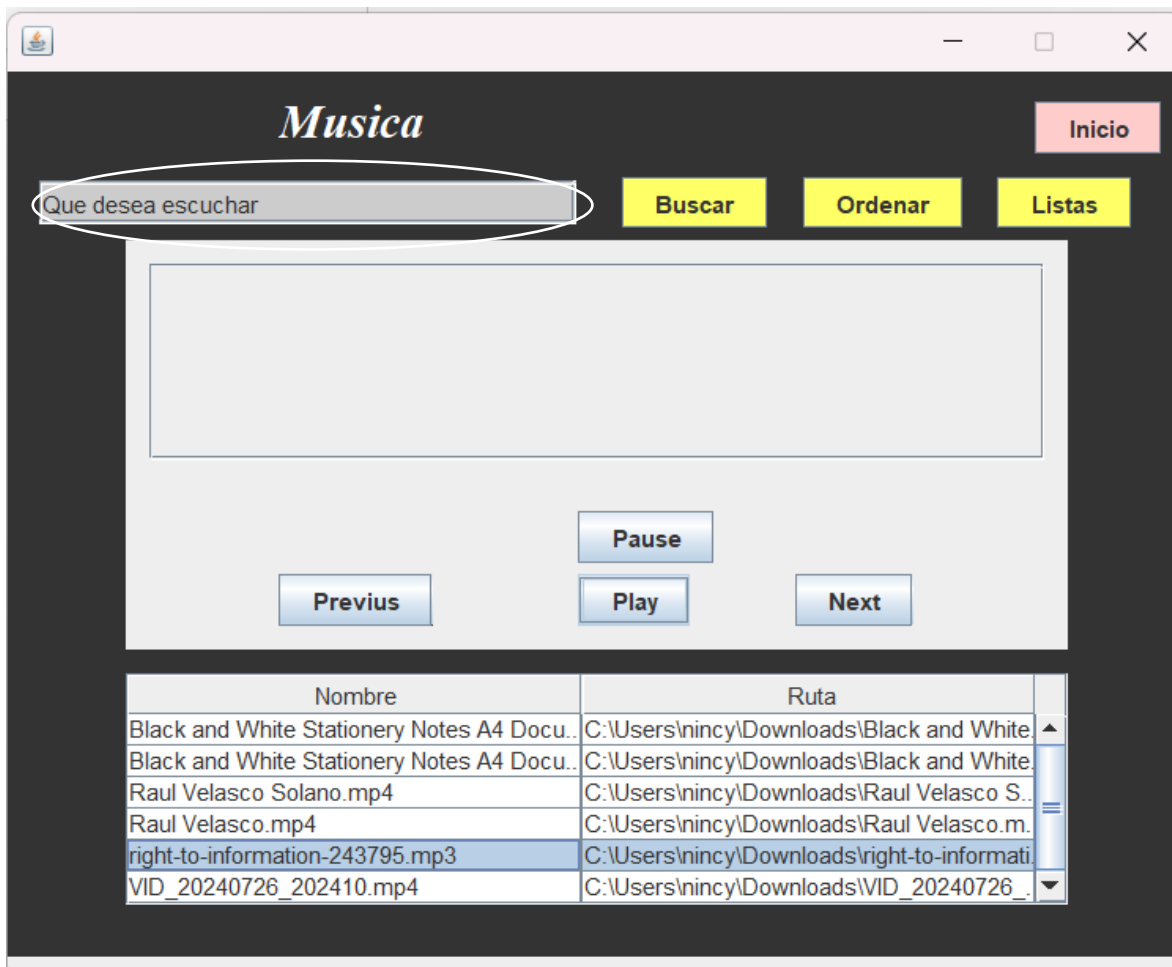 Musica
Inicio
Que desea escuchar
Buscar
Ordenar
Listas
Pause
Previus
Play
Next
Nombre Ruta
Black and White Stationery Notes A4 Docu.. C:\Users\nincy\Downloads\Black and White.
Black and White Stationery Notes A4 Docu.. C:\Users\nincy\Downloads\Black and White.
Raul Velasco Solano.mp4 C:\Users\nincy\Downloads\Raul Velasco S..
Raul Velasco.mp4 C:\Users\nincy\Downloads\Raul Velasco.m.
right-to-information-243795.mp3 C:\Users\nincy\Downloads\right-to-informati.
VID_20240726_202410.mp4 C:\Users\nincy\Downloads\VID_20240726_.